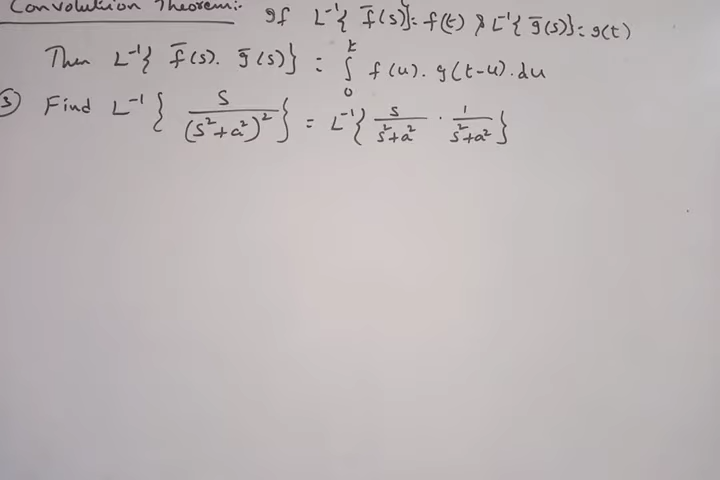 Convolution Theorem:- If L⁻¹{ f̄(s)} = f(t) & L⁻¹{ ḡ(s)} = g(t)
Then L⁻¹{ f̄(s). ḡ(s)} = ∫₀ᵗ f(u). g(t-u). du
③ Find L⁻¹ { s / (s²+a²)² } = L⁻¹{ s / s²+a² . 1 / s²+a² }